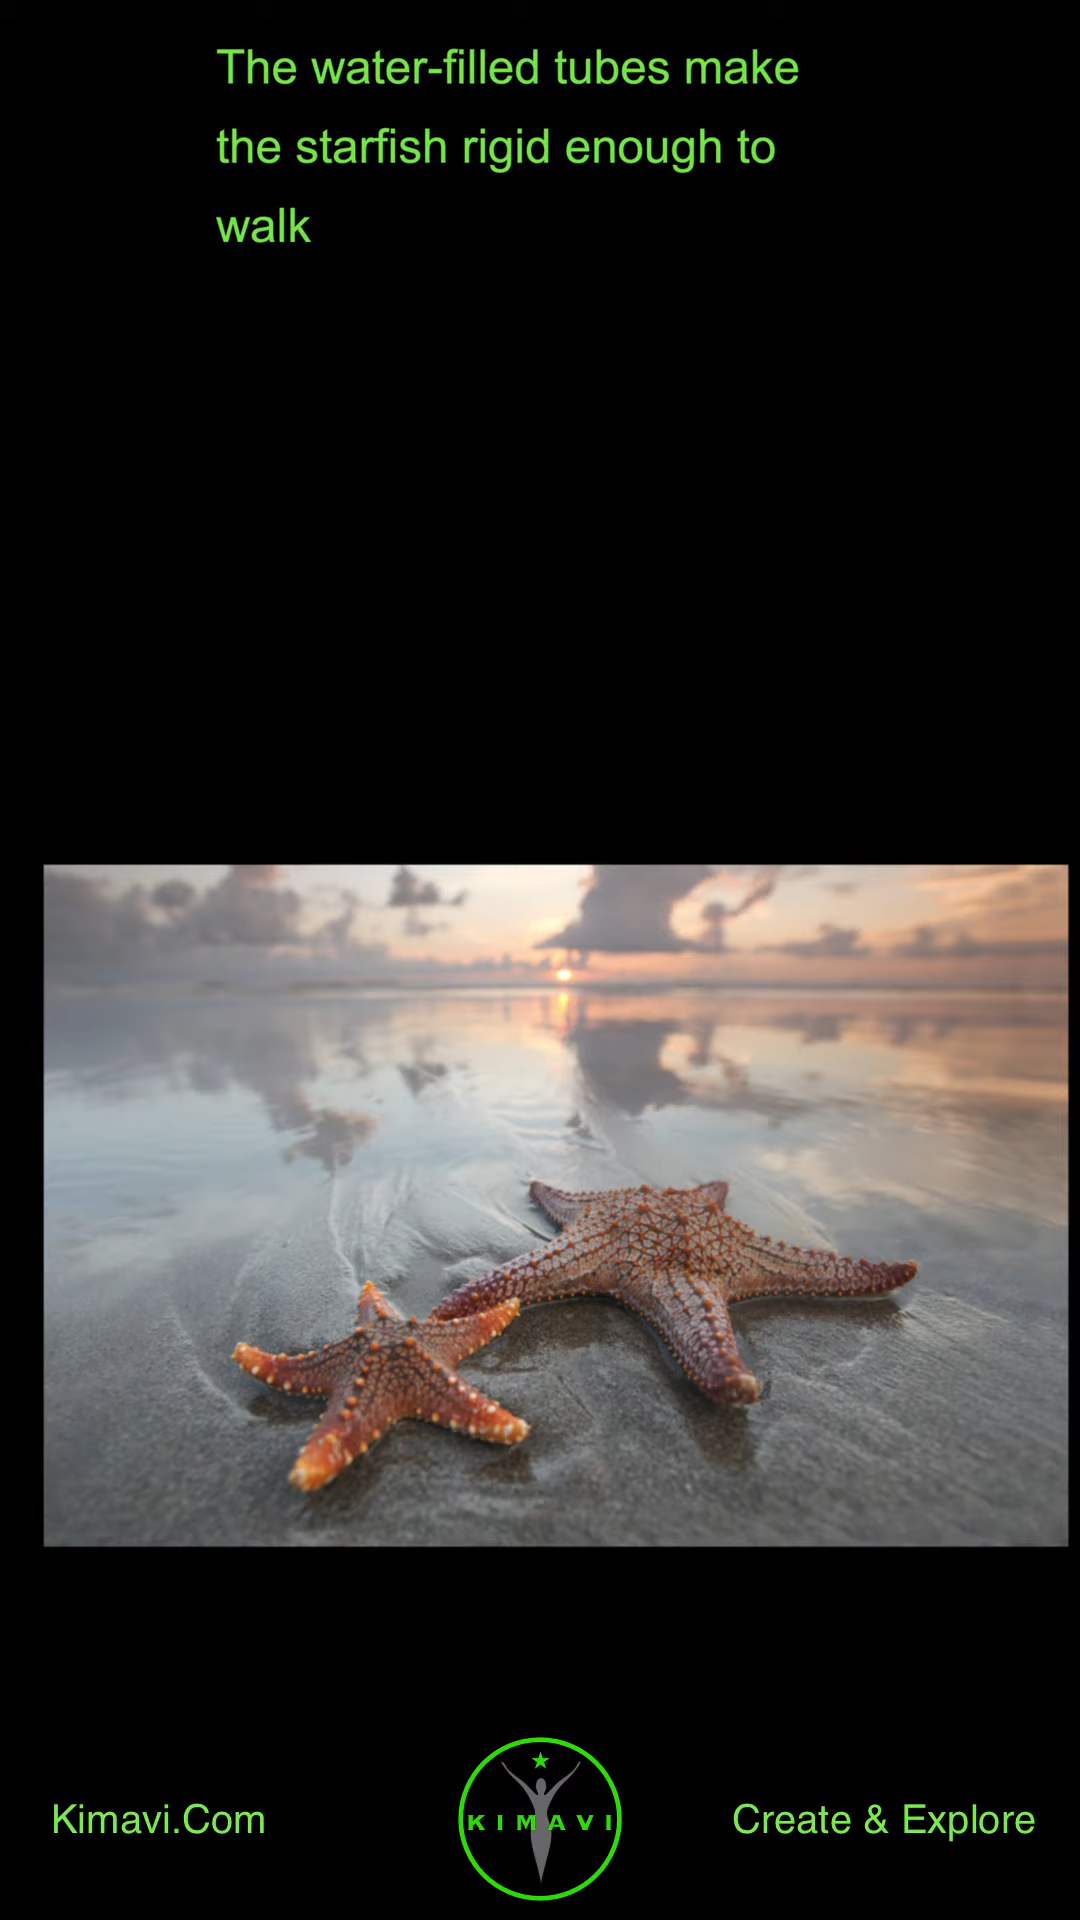 The water-filled tubes make
the starfish rigid enough to
walk
Kimavi.Com
KIMAVI
Create & Explore